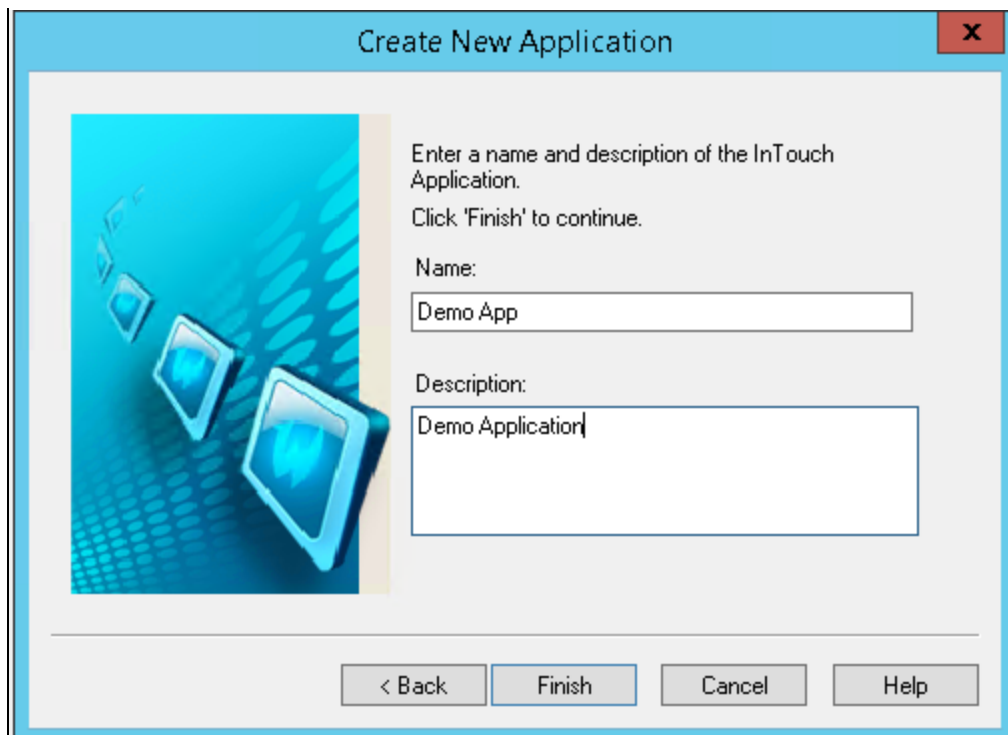 Create New Application
x
Enter a name and description of the InTouch
Application.
Click 'Finish' to continue.
Name:
Demo App
Description:
Demo Application
< Back
Finish
Cancel
Help